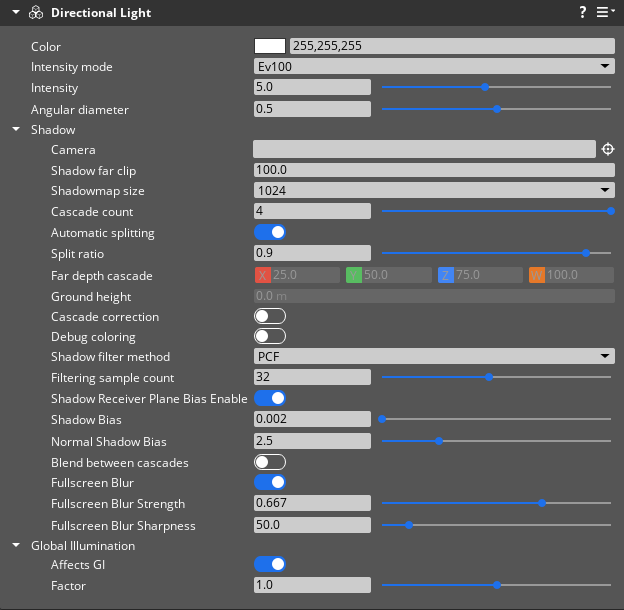 Directional Light ?
Color 255,255,255
Intensity mode Ev100
Intensity 5.0
Angular diameter 0.5
Shadow
Camera
Shadow far clip 100.0
Shadowmap size 1024
Cascade count 4
Automatic splitting
Split ratio 0.9
Far depth cascade X 25.0 Y 50.0 Z 75.0 W 100.0
Ground height 0.0 m
Cascade correction
Debug coloring
Shadow filter method PCF
Filtering sample count 32
Shadow Receiver Plane Bias Enable
Shadow Bias 0.002
Normal Shadow Bias 2.5
Blend between cascades
Fullscreen Blur
Fullscreen Blur Strength 0.667
Fullscreen Blur Sharpness 50.0
Global Illumination
Affects GI
Factor 1.0